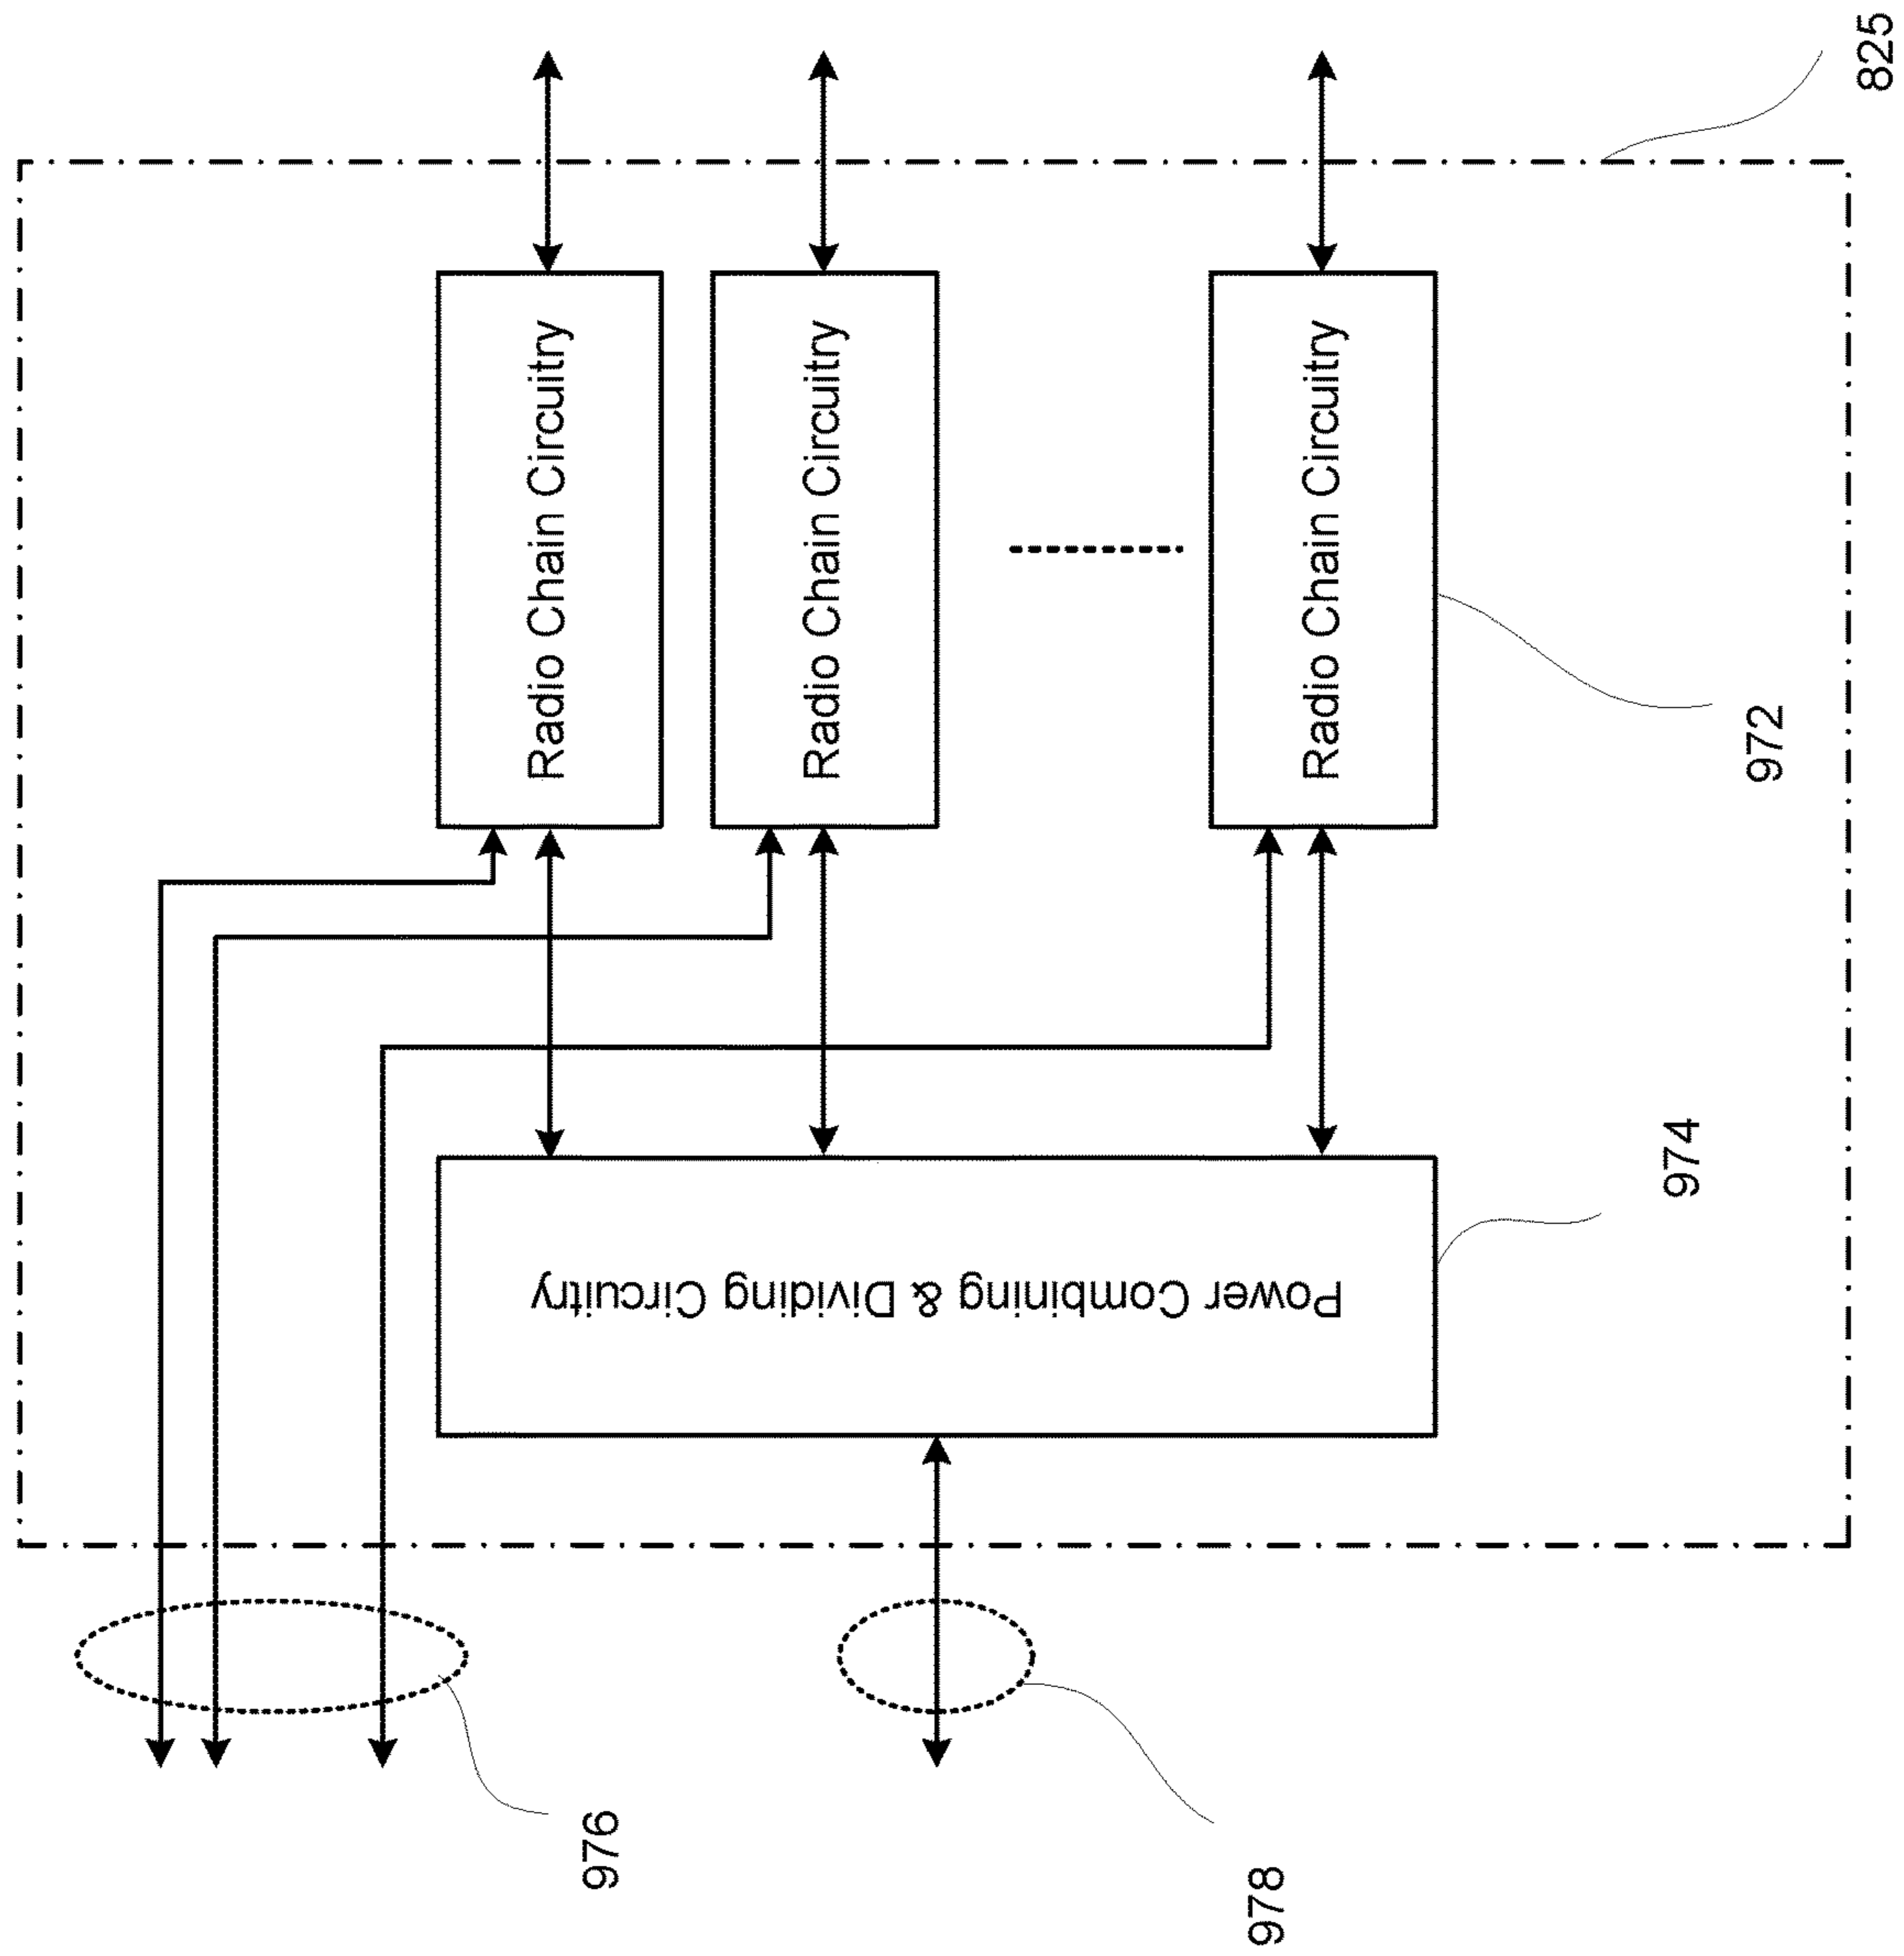 825
Radio Chain Circuitry
Radio Chain Circuitry
Radio Chain Circuitry
972
974
Power Combining & Dividing Circuitry
976
978